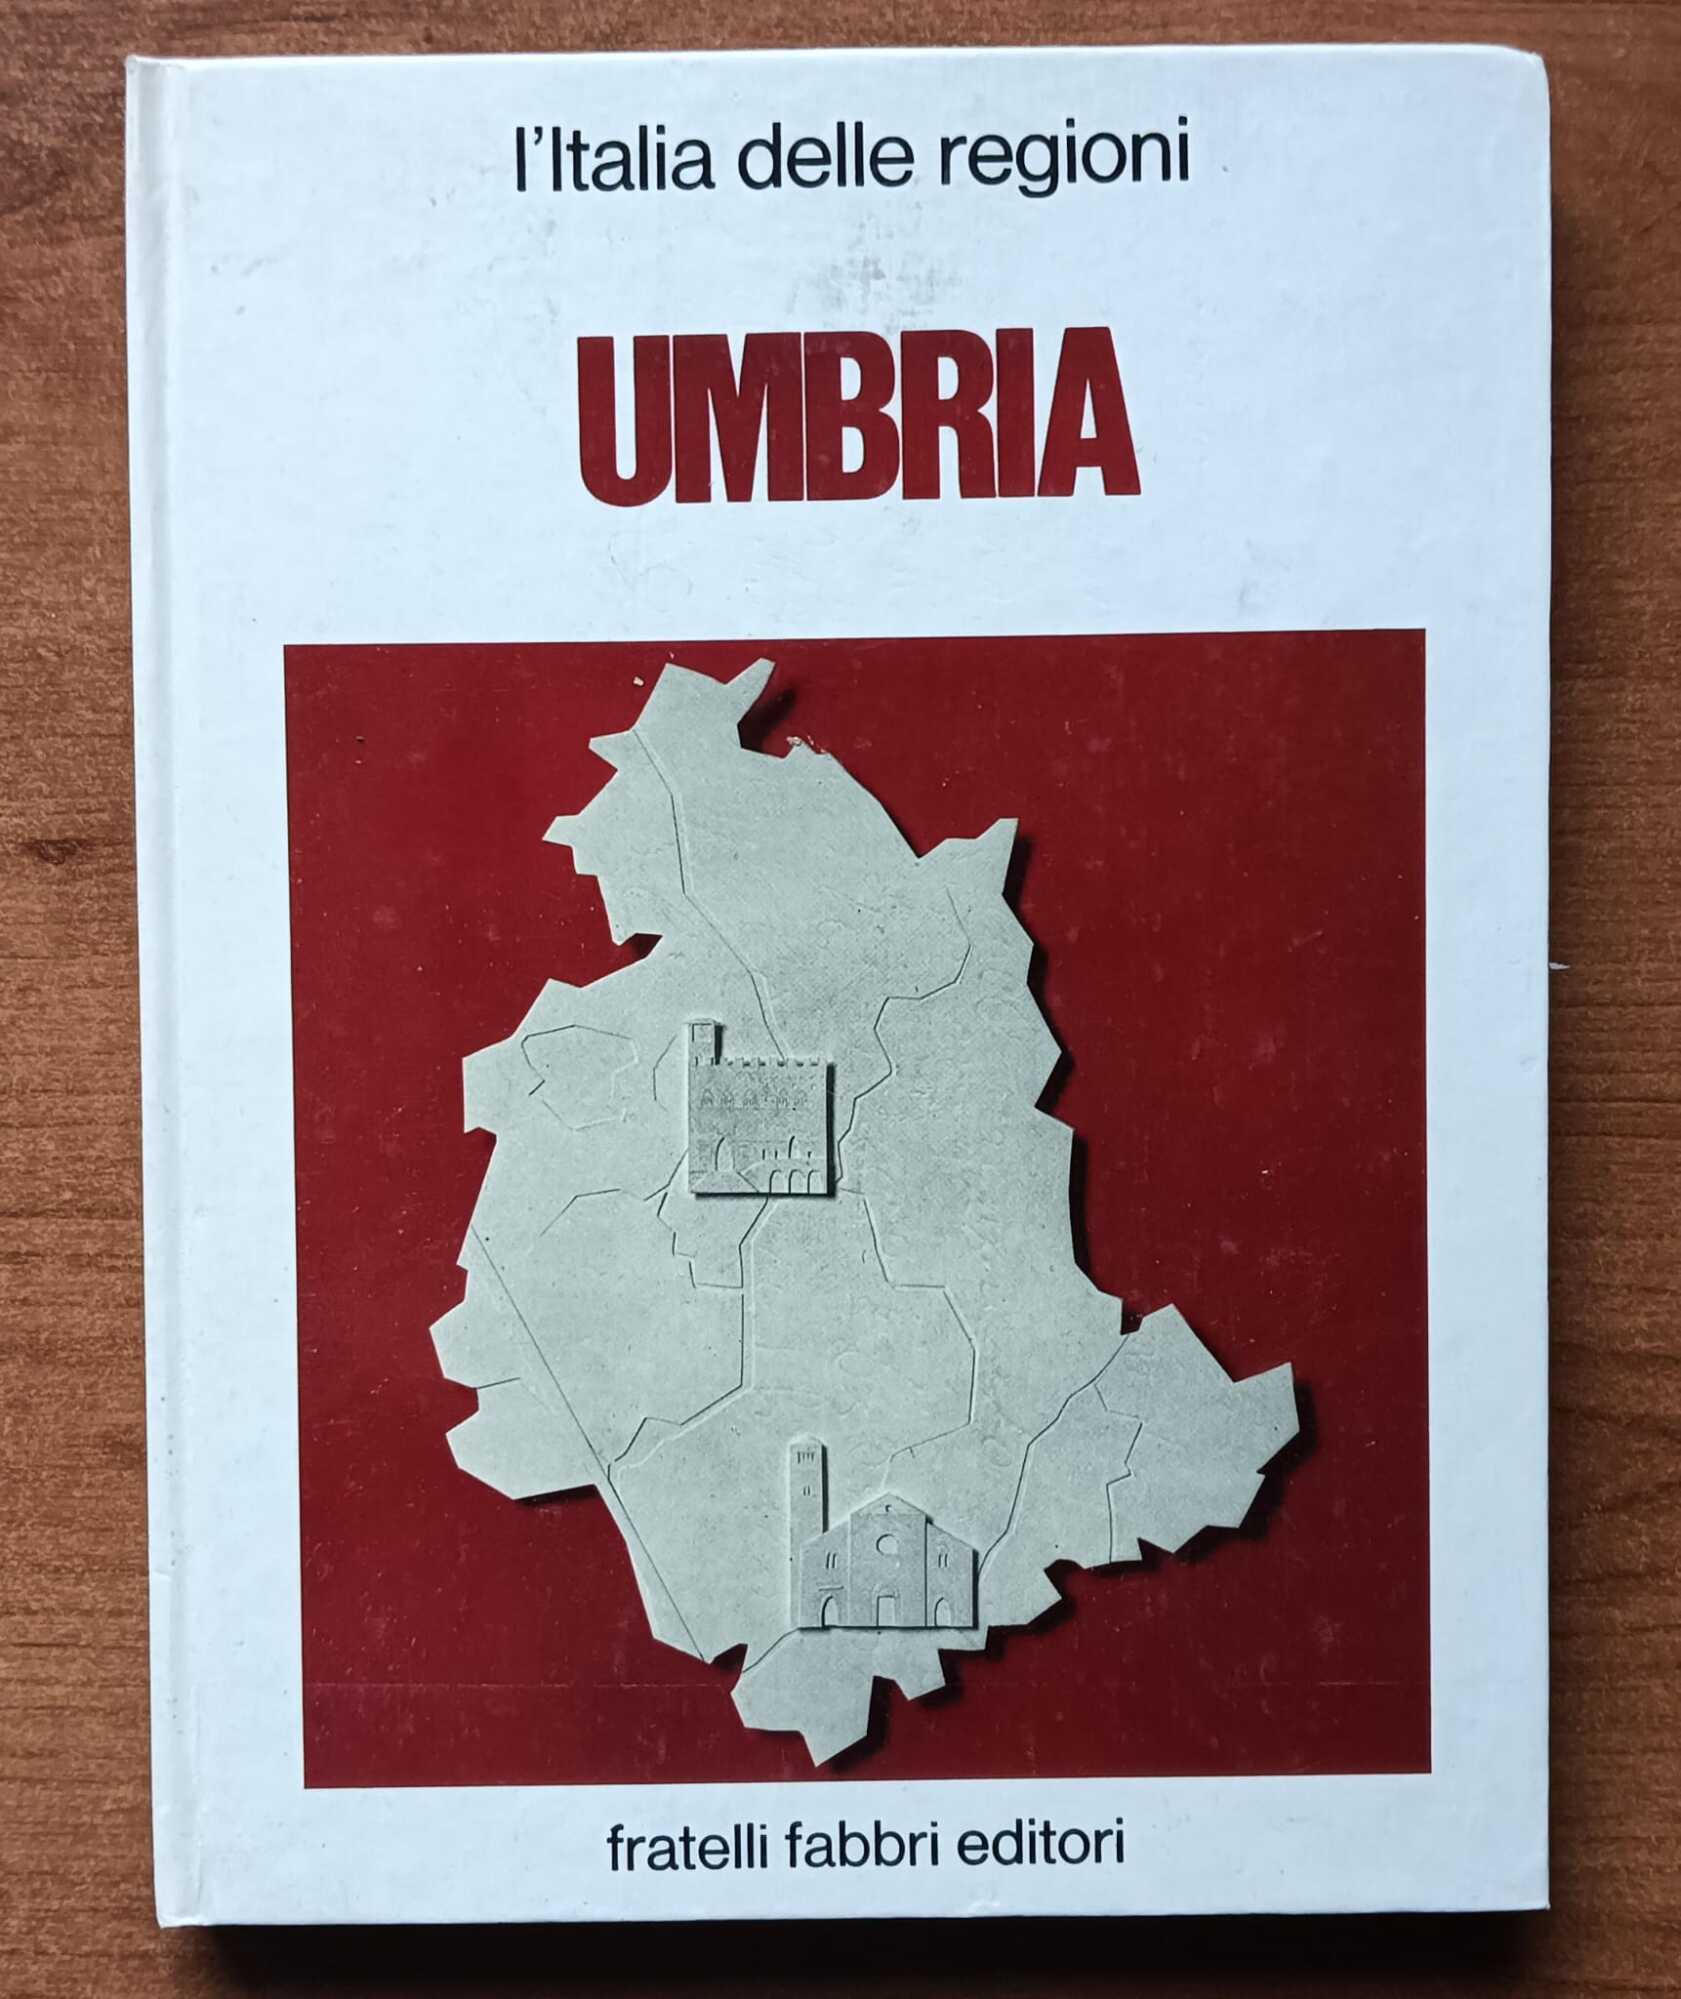 l'Italia delle regioni
UMBRIA
fratelli fabbri editori